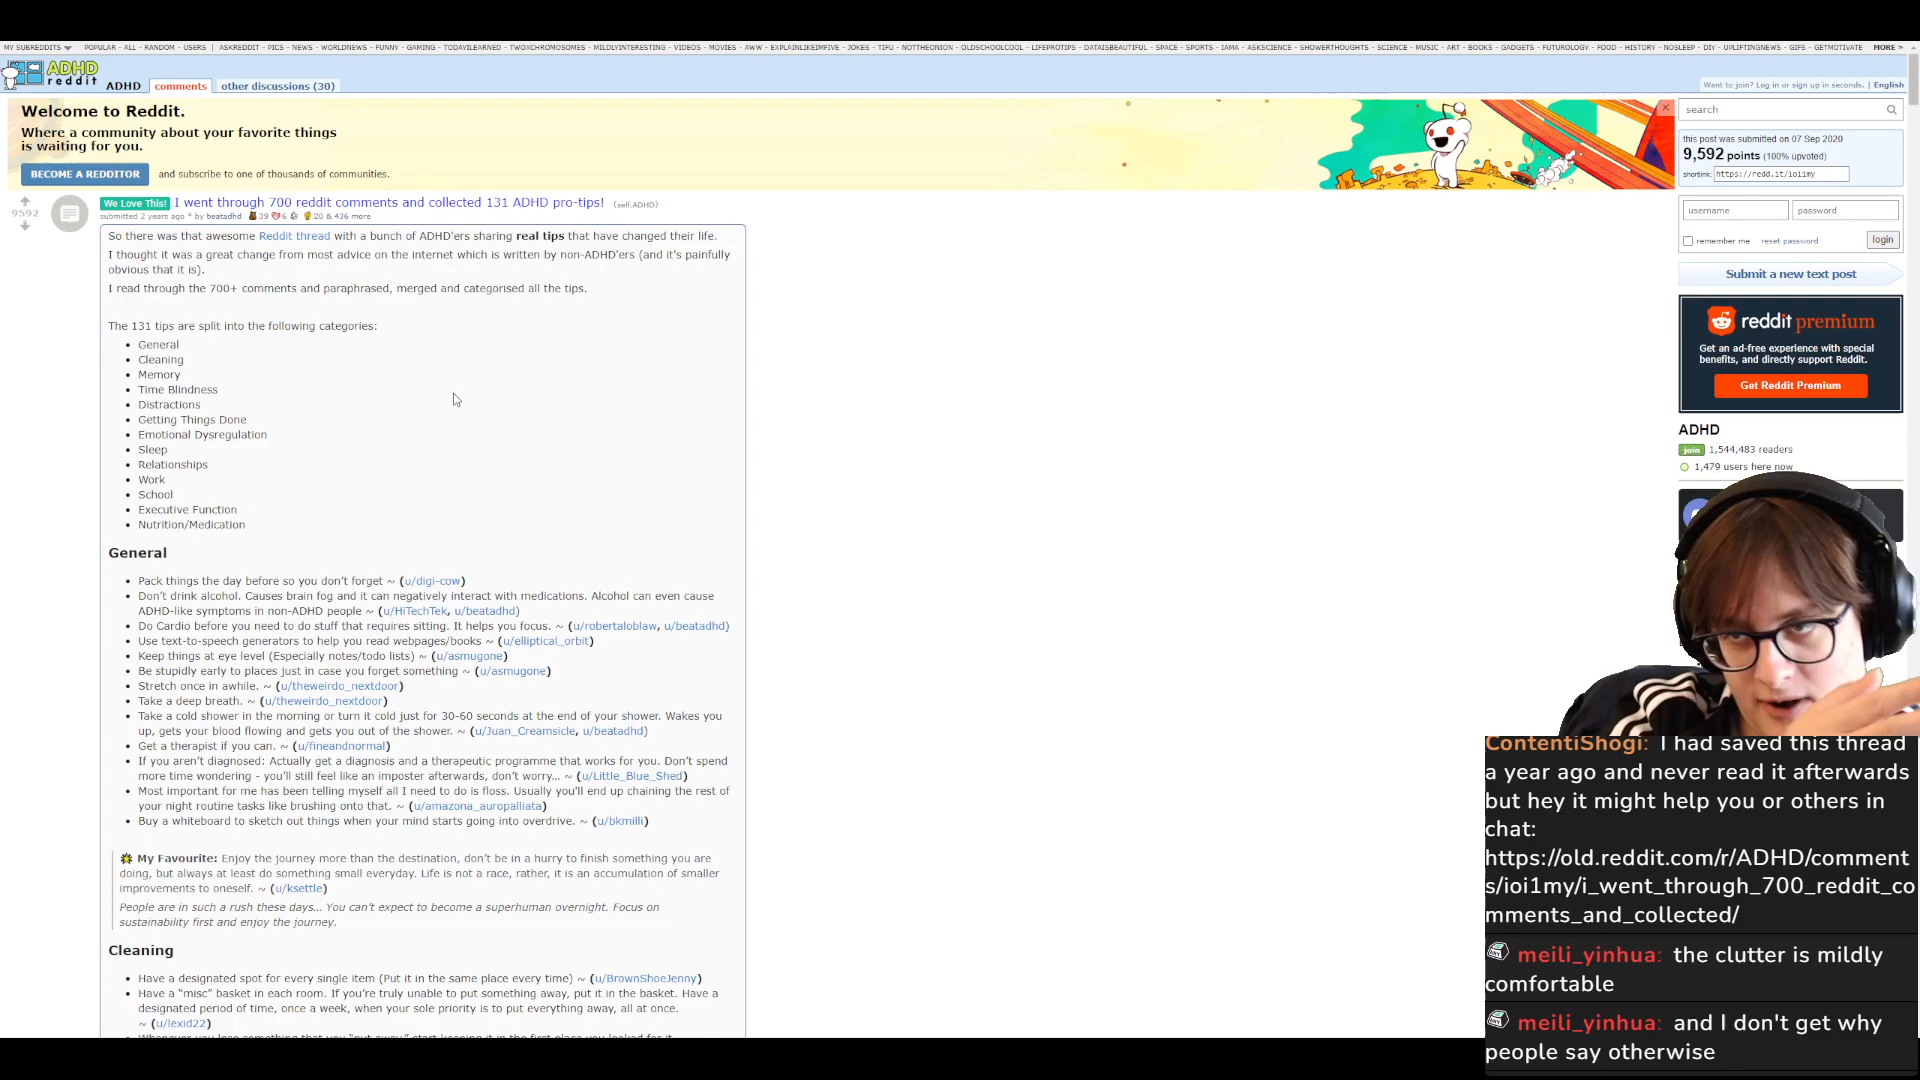 MY SUBREDDITS POPULAR - ALL - RANDOM - USERS | ASKREDDIT - PICS - NEWS - WORLDNEWS - FUNNY - GAMING - TODAYILEARNED - TWOXCHROMOSOMES - MILDLYINTERESTING - VIDEOS - MOVIES - AWW - EXPLAINLIKEIMFIVE - JOKES - TIFU - NOTTHEONION - OLDSCHOOLCOOL - LIFEPROTIPS - DATAISBEAUTIFUL - SPACE - SPORTS - IAMA - ASKSCIENCE - SHOWERTHOUGHTS - SCIENCE - MUSIC - ART - BOOKS - GADGETS - FUTUROLOGY - FOOD - HISTORY - NOSLEEP - DIY - UPLIFTINGNEWS - GIFS - GETMOTIVATE MORE »
ADHD
reddit
ADHD comments other discussions (30)
Want to join? Log in or sign up in seconds. | English
Welcome to Reddit.
Where a community about your favorite things
is waiting for you.
BECOME A REDDITOR and subscribe to one of thousands of communities.
search
this post was submitted on 07 Sep 2020
9,592 points (100% upvoted)
shortlink: https://redd.it/ioi1my
username password
remember me reset password login
Submit a new text post
reddit premium
Get an ad-free experience with special
benefits, and directly support Reddit.
Get Reddit Premium
ADHD
join 1,544,483 readers
1,479 users here now
9592
We Love This! I went through 700 reddit comments and collected 131 ADHD pro-tips! (self.ADHD)
submitted 2 years ago * by beatadhd 39 6 20 & 436 more
So there was that awesome Reddit thread with a bunch of ADHD'ers sharing real tips that have changed their life.
I thought it was a great change from most advice on the internet which is written by non-ADHD'ers (and it's painfully
obvious that it is).
I read through the 700+ comments and paraphrased, merged and categorised all the tips.
The 131 tips are split into the following categories:
• General
• Cleaning
• Memory
• Time Blindness
• Distractions
• Getting Things Done
• Emotional Dysregulation
• Sleep
• Relationships
• Work
• School
• Executive Function
• Nutrition/Medication
General
• Pack things the day before so you don't forget ~ (u/digi-cow)
• Don't drink alcohol. Causes brain fog and it can negatively interact with medications. Alcohol can even cause
ADHD-like symptoms in non-ADHD people ~ (u/HiTechTek, u/beatadhd)
• Do Cardio before you need to do stuff that requires sitting. It helps you focus. ~ (u/robertaloblaw, u/beatadhd)
• Use text-to-speech generators to help you read webpages/books ~ (u/elliptical_orbit)
• Keep things at eye level (Especially notes/todo lists) ~ (u/asmugone)
• Be stupidly early to places just in case you forget something ~ (u/asmugone)
• Stretch once in awhile. ~ (u/theweirdo_nextdoor)
• Take a deep breath. ~ (u/theweirdo_nextdoor)
• Take a cold shower in the morning or turn it cold just for 30-60 seconds at the end of your shower. Wakes you
up, gets your blood flowing and gets you out of the shower. ~ (u/Juan_Creamsicle, u/beatadhd)
• Get a therapist if you can. ~ (u/fineandnormal)
• If you aren't diagnosed: Actually get a diagnosis and a therapeutic programme that works for you. Don't spend
more time wondering - you'll still feel like an imposter afterwards, don't worry... ~ (u/Little_Blue_Shed)
• Most important for me has been telling myself all I need to do is floss. Usually you'll end up chaining the rest of
your night routine tasks like brushing onto that. ~ (u/amazona_auropalliata)
• Buy a whiteboard to sketch out things when your mind starts going into overdrive. ~ (u/bkmilli)
My Favourite: Enjoy the journey more than the destination, don't be in a hurry to finish something you are
doing, but always at least do something small everyday. Life is not a race, rather, it is an accumulation of smaller
improvements to oneself. ~ (u/ksettle)
People are in such a rush these days... You can't expect to become a superhuman overnight. Focus on
sustainability first and enjoy the journey.
Cleaning
• Have a designated spot for every single item (Put it in the same place every time) ~ (u/BrownShoeJenny)
• Have a "misc" basket in each room. If you're truly unable to put something away, put it in the basket. Have a
designated period of time, once a week, when your sole priority is to put everything away, all at once.
~ (u/lexid22)
ContentiShogi: I had saved this thread
a year ago and never read it afterwards
but hey it might help you or others in
chat:
https://old.reddit.com/r/ADHD/comment
s/ioi1my/i_went_through_700_reddit_co
mments_and_collected/
meili_yinhua: the clutter is mildly
comfortable
meili_yinhua: and I don't get why
people say otherwise